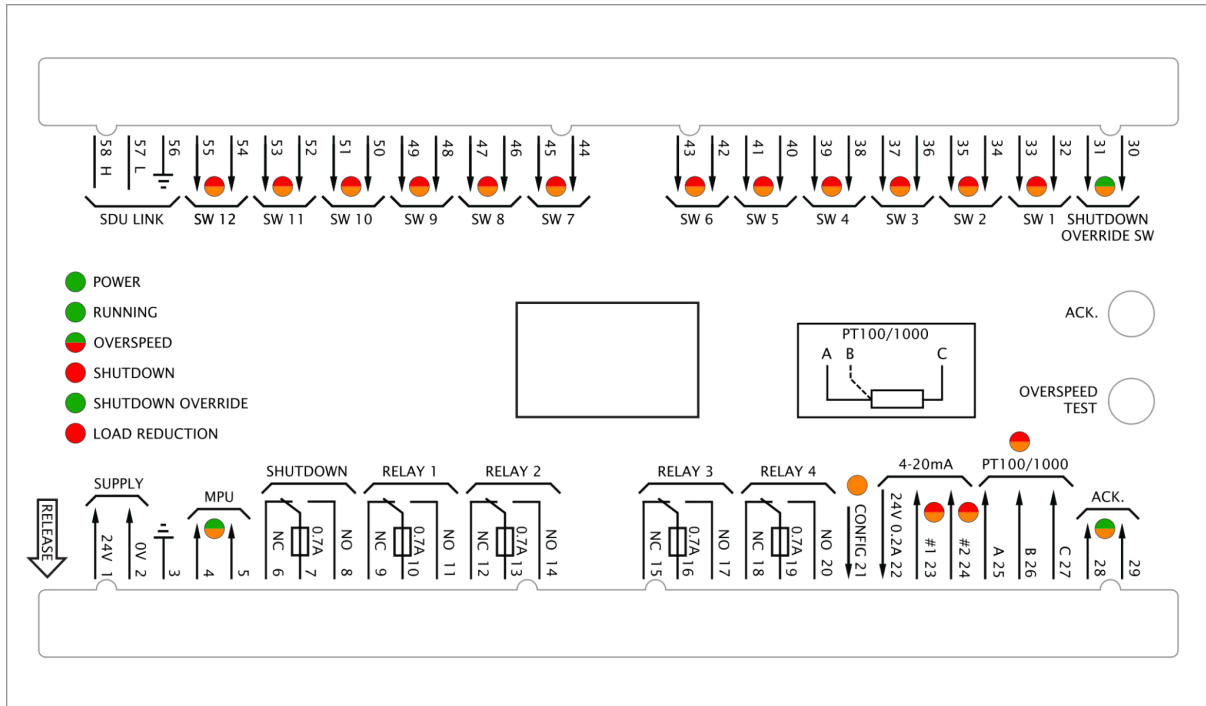 58 H
57 L
56
55
54
53
52
51
50
49
48
47
46
45
44
43
42
41
40
39
38
37
36
35
34
33
32
31
30
SDU LINK
SW 12
SW 11
SW 10
SW 9
SW 8
SW 7
SW 6
SW 5
SW 4
SW 3
SW 2
SW 1
SHUTDOWN
OVERRIDE SW
POWER
RUNNING
OVERSPEED
SHUTDOWN
SHUTDOWN OVERRIDE
LOAD REDUCTION
PT100/1000
A B C
ACK.
OVERSPEED
TEST
RELEASE
SUPPLY
24V 1
0V 2
3
MPU
4
5
SHUTDOWN
NC 6
0.7A 7
NO 8
RELAY 1
NC 9
0.7A 10
NO 11
RELAY 2
NC 12
0.7A 13
NO 14
RELAY 3
NC 15
0.7A 16
NO 17
RELAY 4
NC 18
0.7A 19
NO 20
CONFIG 21
4-20mA
24V 0.2A 22
#1 23
#2 24
PT100/1000
A 25
B 26
C 27
ACK.
28
29